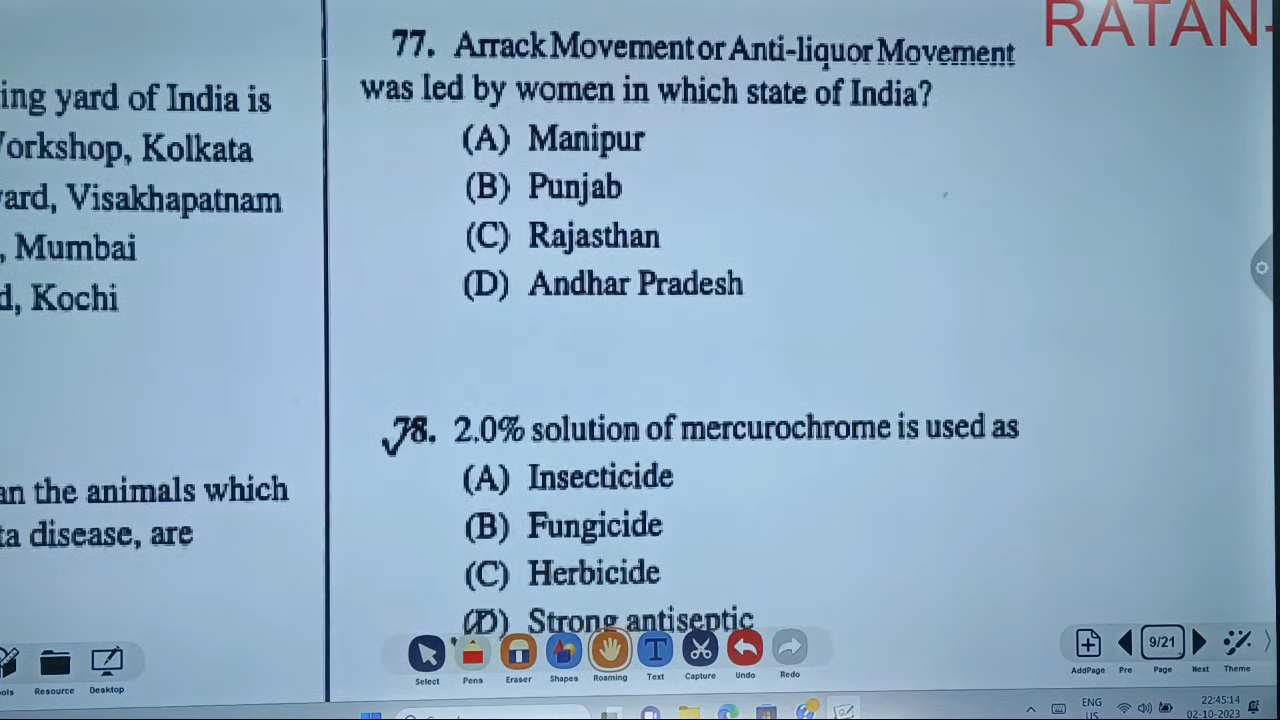 RATAN-
ing yard of India is
orkshop, Kolkata
ard, Visakhapatnam
, Mumbai
d, Kochi
an the animals which
ta disease, are
77. Arrack Movement or Anti-liquor Movement
was led by women in which state of India?
(A) Manipur
(B) Punjab
(C) Rajasthan
(D) Andhar Pradesh
78. 2.0% solution of mercurochrome is used as
(A) Insecticide
(B) Fungicide
(C) Herbicide
(D) Strong antiseptic
ols Resource Desktop
Select Pens Eraser Shapes Roaming Text Capture Undo Redo
9/21
AddPage Pre Page Next Theme
ENG
US
22:45:14
02-10-2023